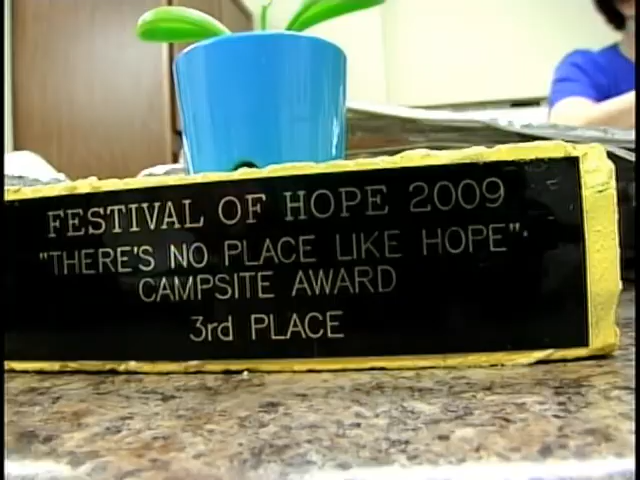 FESTIVAL OF HOPE 2009
"THERE'S NO PLACE LIKE HOPE".
CAMPSITE AWARD
3rd PLACE